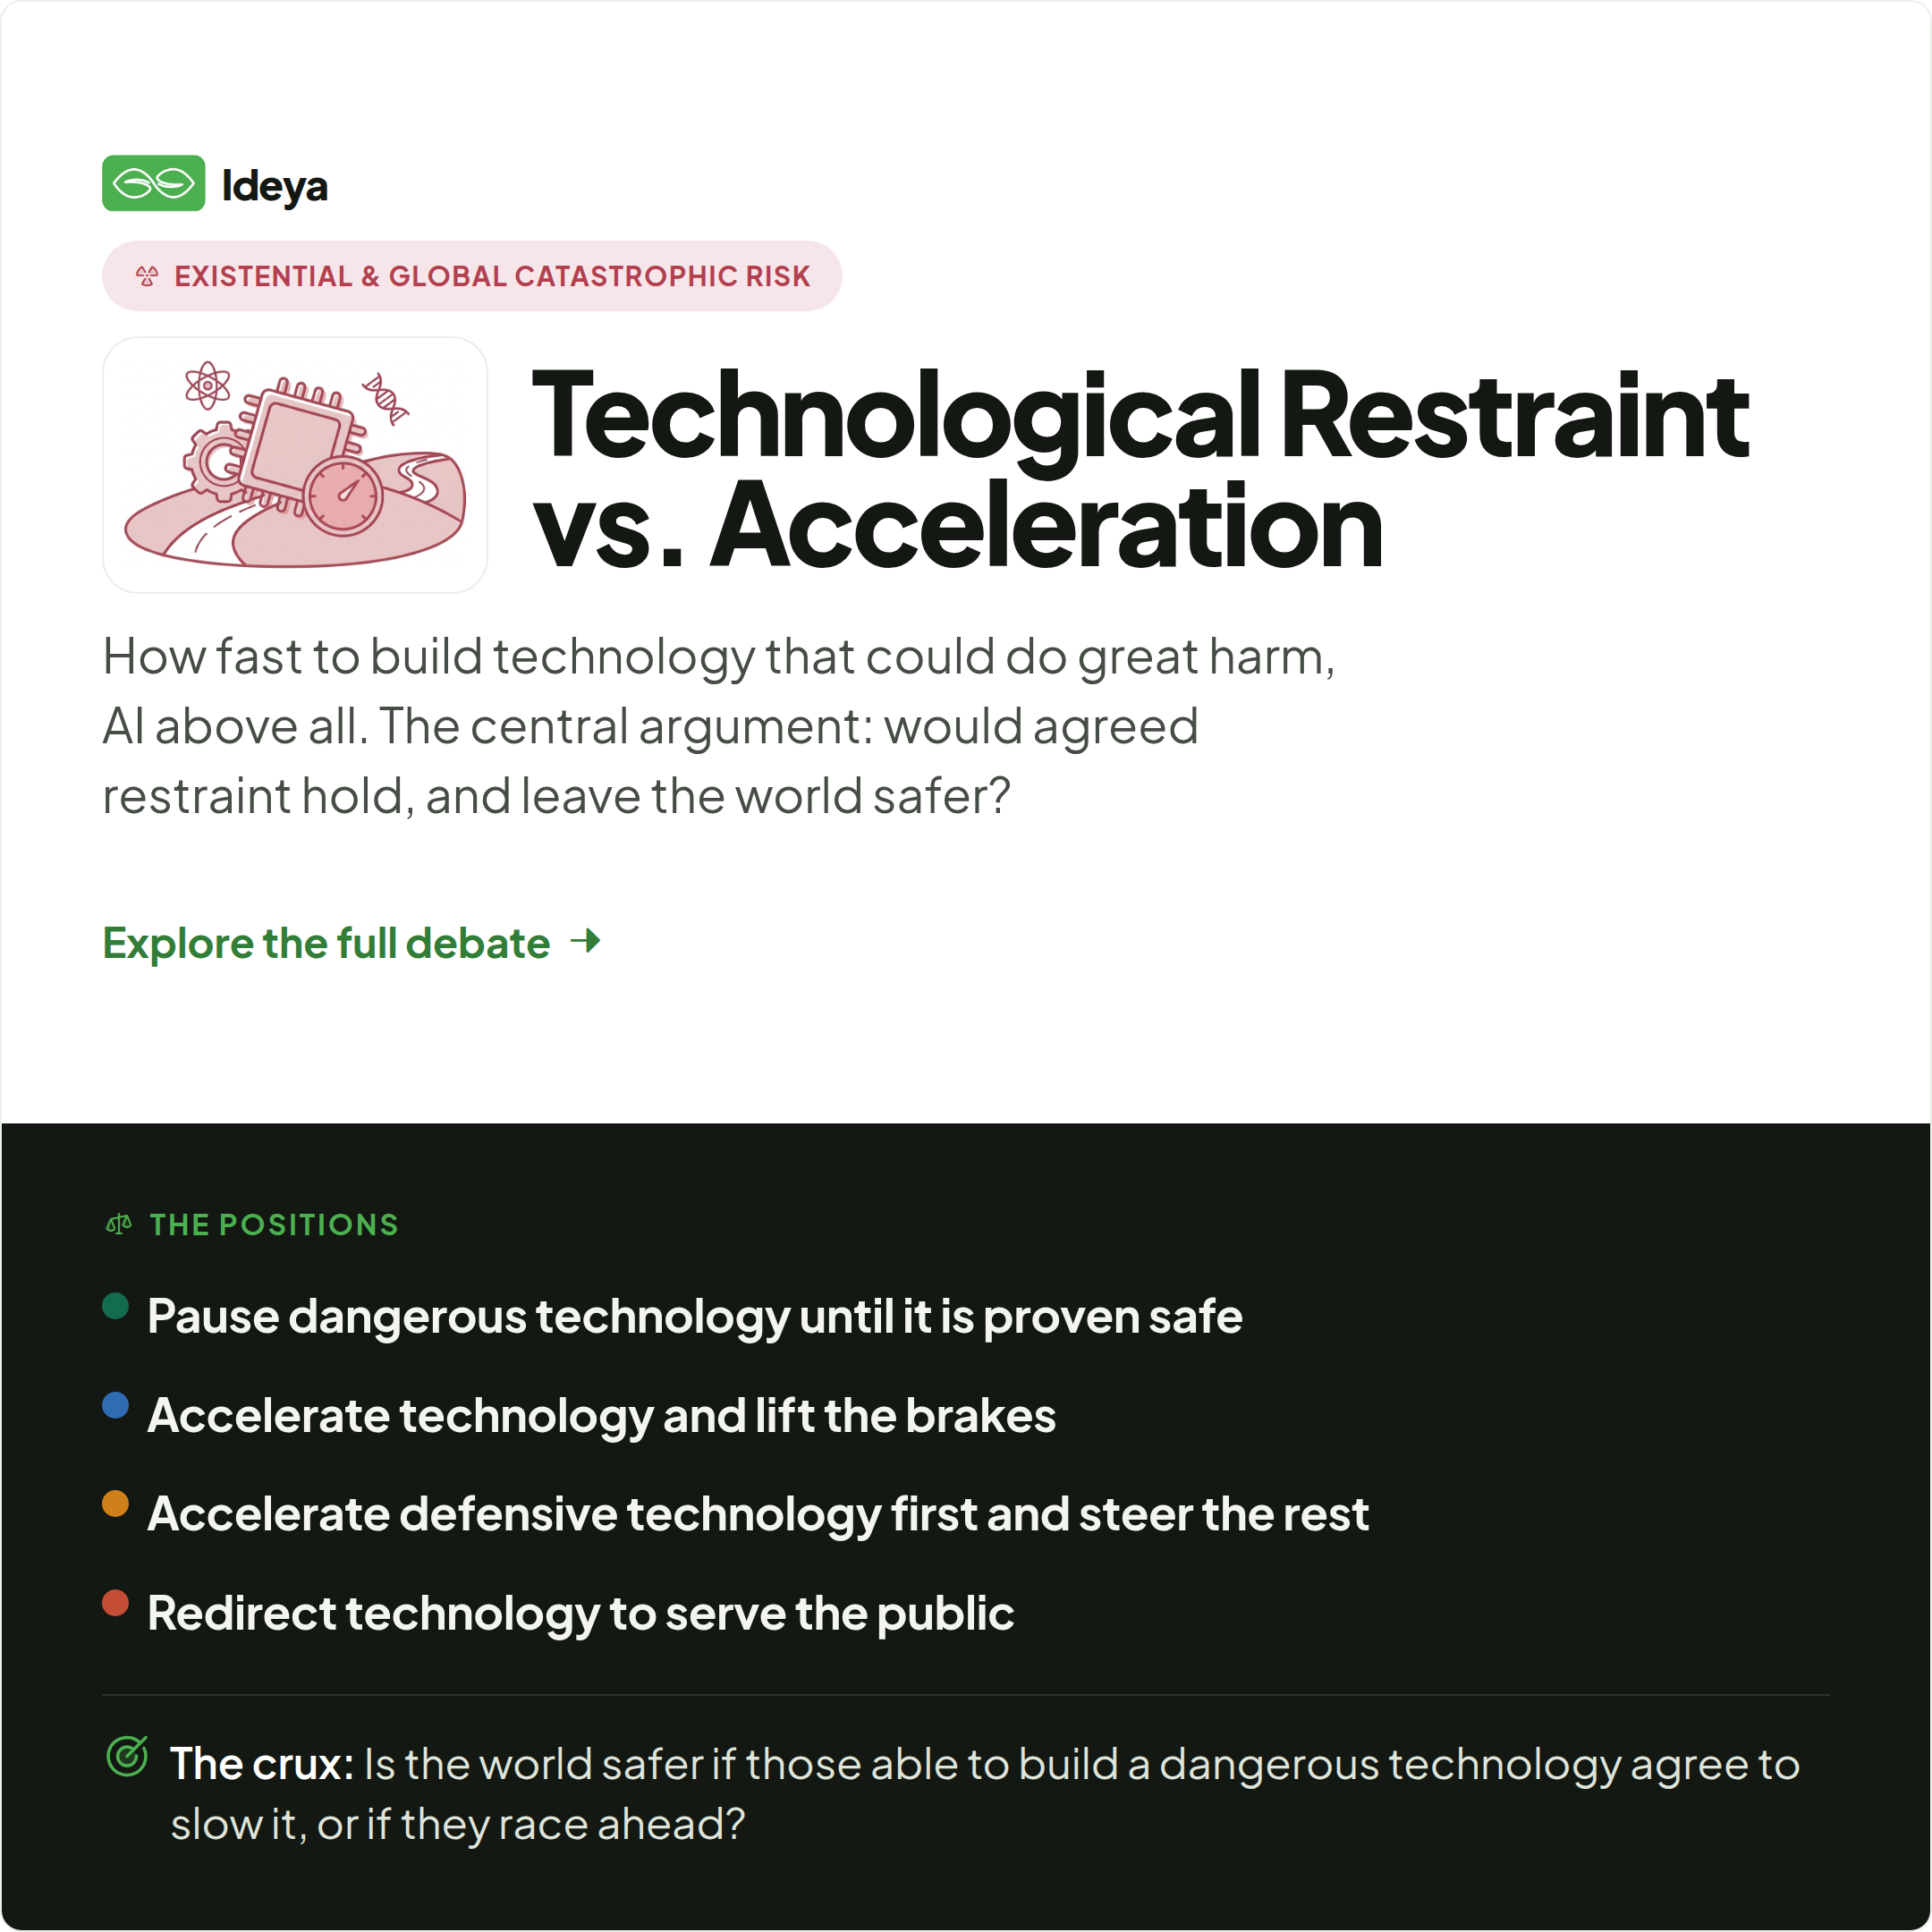 Ideya
EXISTENTIAL & GLOBAL CATASTROPHIC RISK
Technological Restraint
vs. Acceleration
How fast to build technology that could do great harm,
AI above all. The central argument: would agreed
restraint hold, and leave the world safer?
Explore the full debate
THE POSITIONS
Pause dangerous technology until it is proven safe
Accelerate technology and lift the brakes
Accelerate defensive technology first and steer the rest
Redirect technology to serve the public
The crux: Is the world safer if those able to build a dangerous technology agree to
slow it, or if they race ahead?